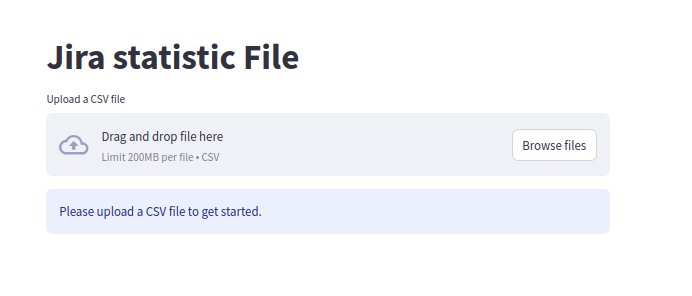 Jira statistic File
Upload a CSV file
Drag and drop file here
Limit 200MB per file • CSV
Browse files
Please upload a CSV file to get started.